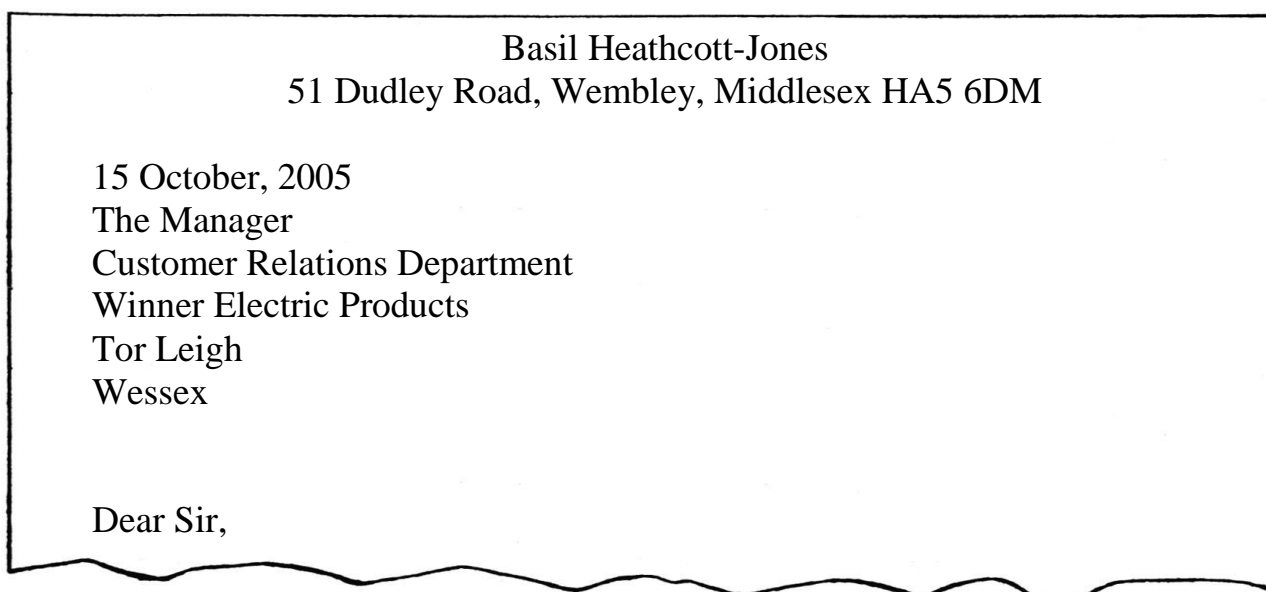 Basil Heathcott-Jones
51 Dudley Road, Wembley, Middlesex HA5 6DM
15 October, 2005
The Manager
Customer Relations Department
Winner Electric Products
Tor Leigh
Wessex
Dear Sir,